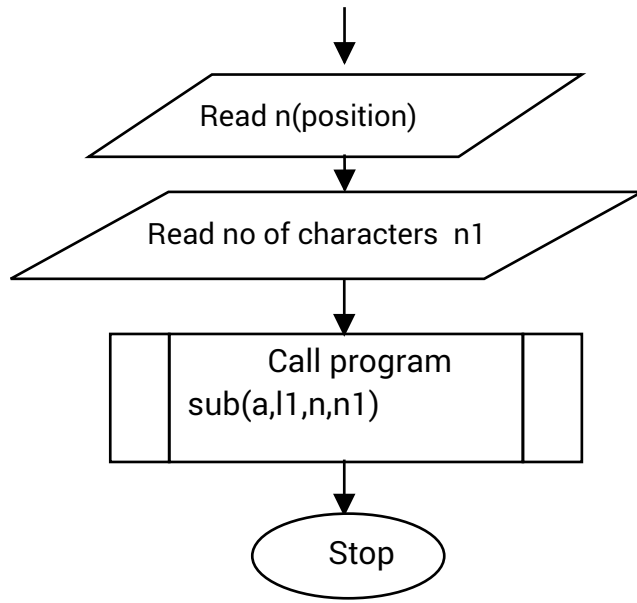 Read n(position)
Read no of characters n1
Call program
sub(a,l1,n,n1)
Stop